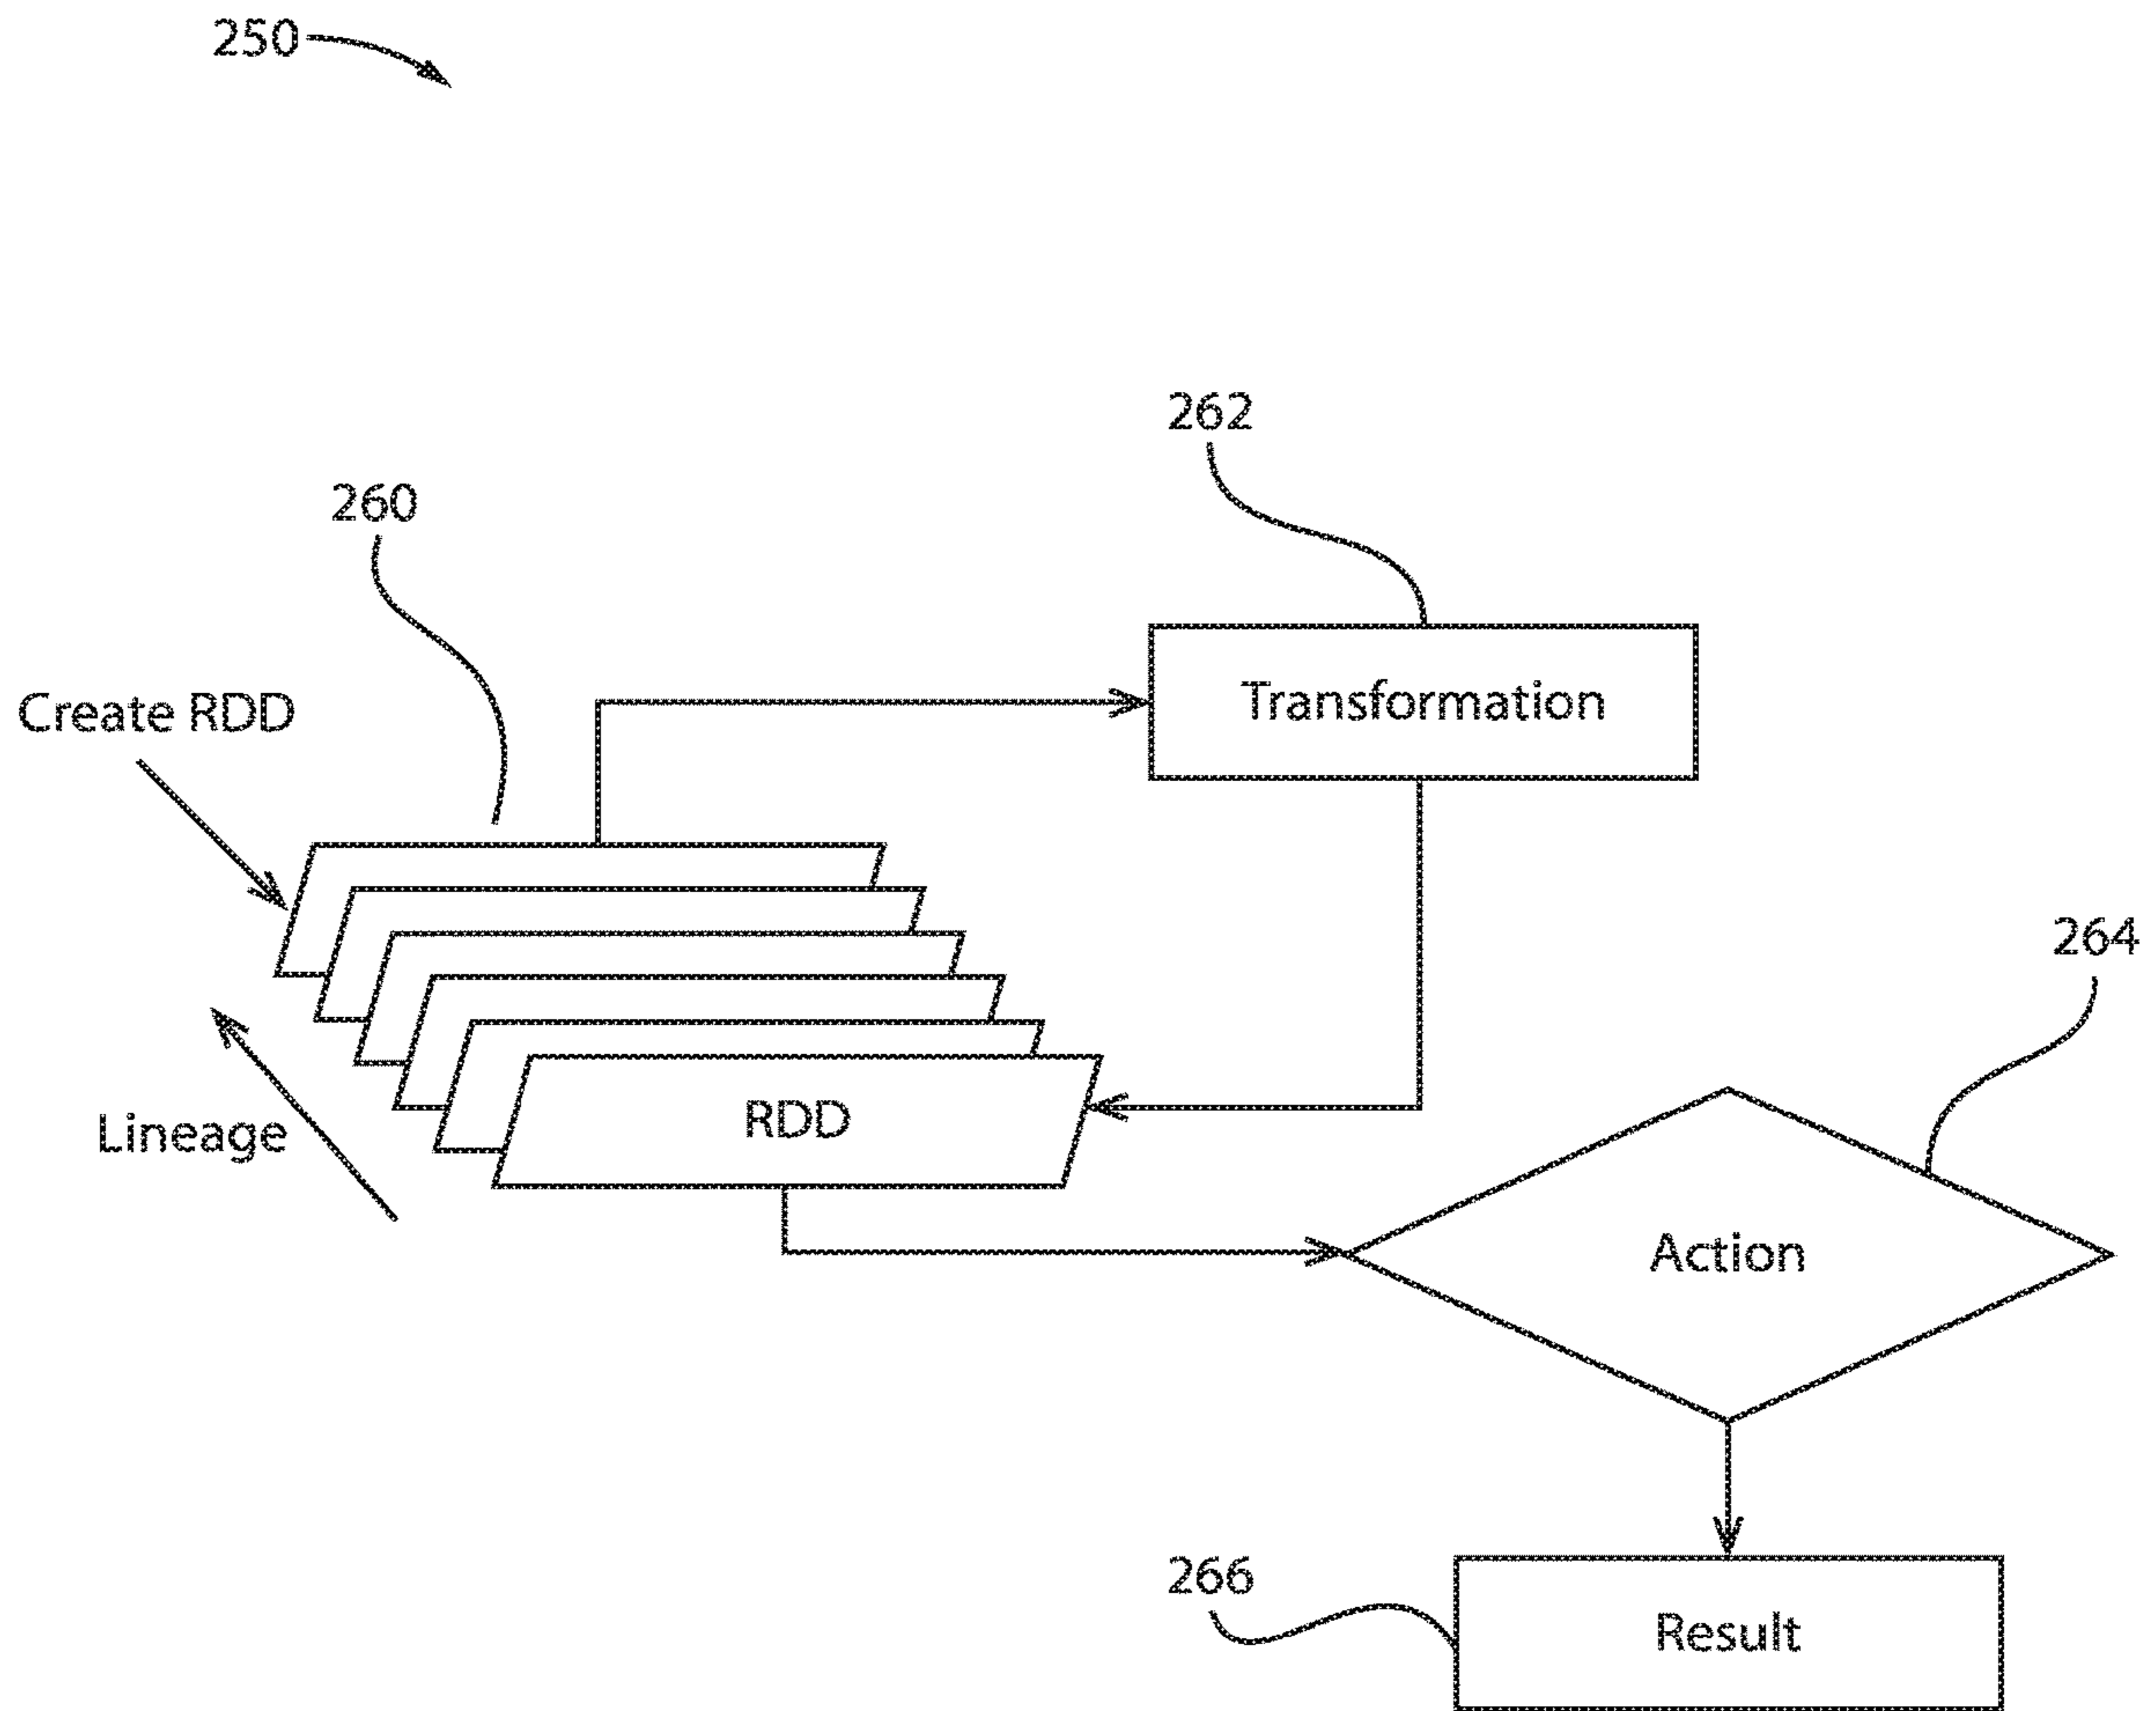 250
262
260
Create RDD
Transformation
264
Lineage
RDD
Action
266
Result